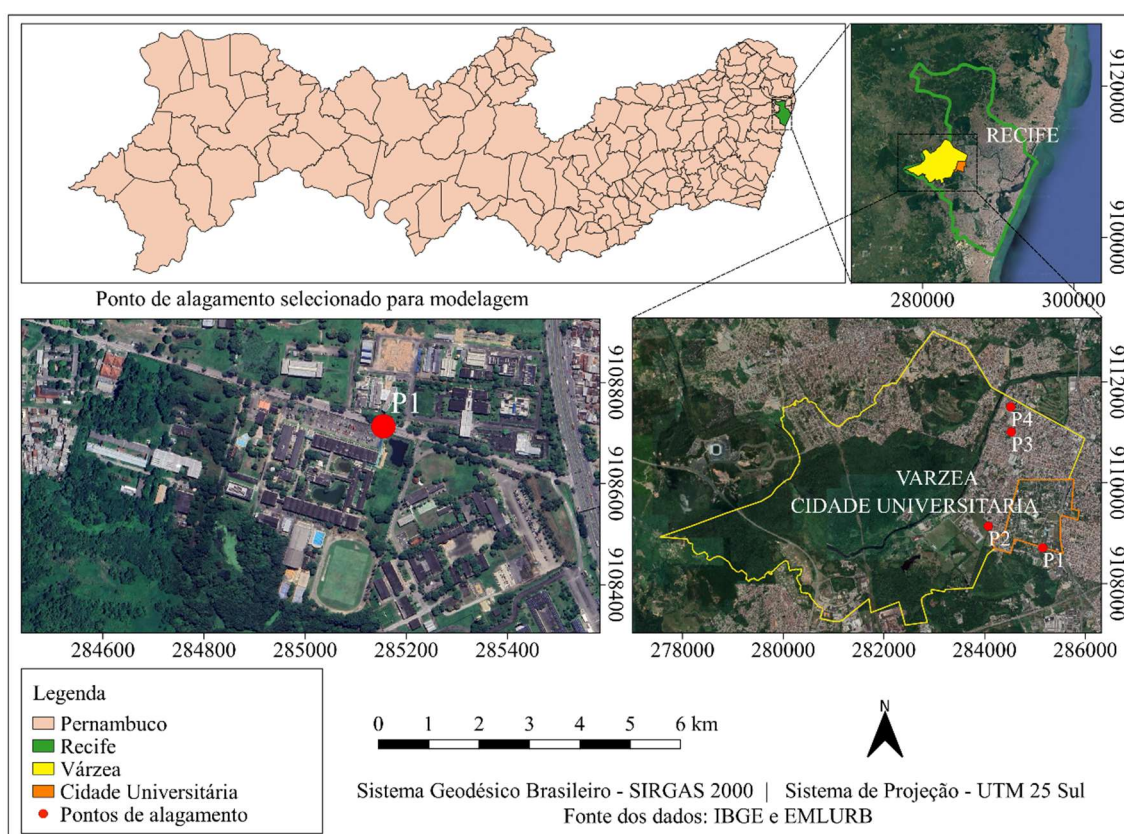 RECIFE
9120000
9100000
280000
300000
Ponto de alagamento selecionado para modelagem
P1
9108800
9108600
9108400
284600
284800
285000
285200
285400
P4
P3
VARZEA
CIDADE UNIVERSITARIA
P2
P1
9112000
9110000
9108000
278000
280000
282000
284000
286000
Legenda
Pernambuco
Recife
Várzea
Cidade Universitária
Pontos de alagamento
0 1 2 3 4 5 6 km
N
Sistema Geodésico Brasileiro - SIRGAS 2000 | Sistema de Projeção - UTM 25 Sul
Fonte dos dados: IBGE e EMLURB